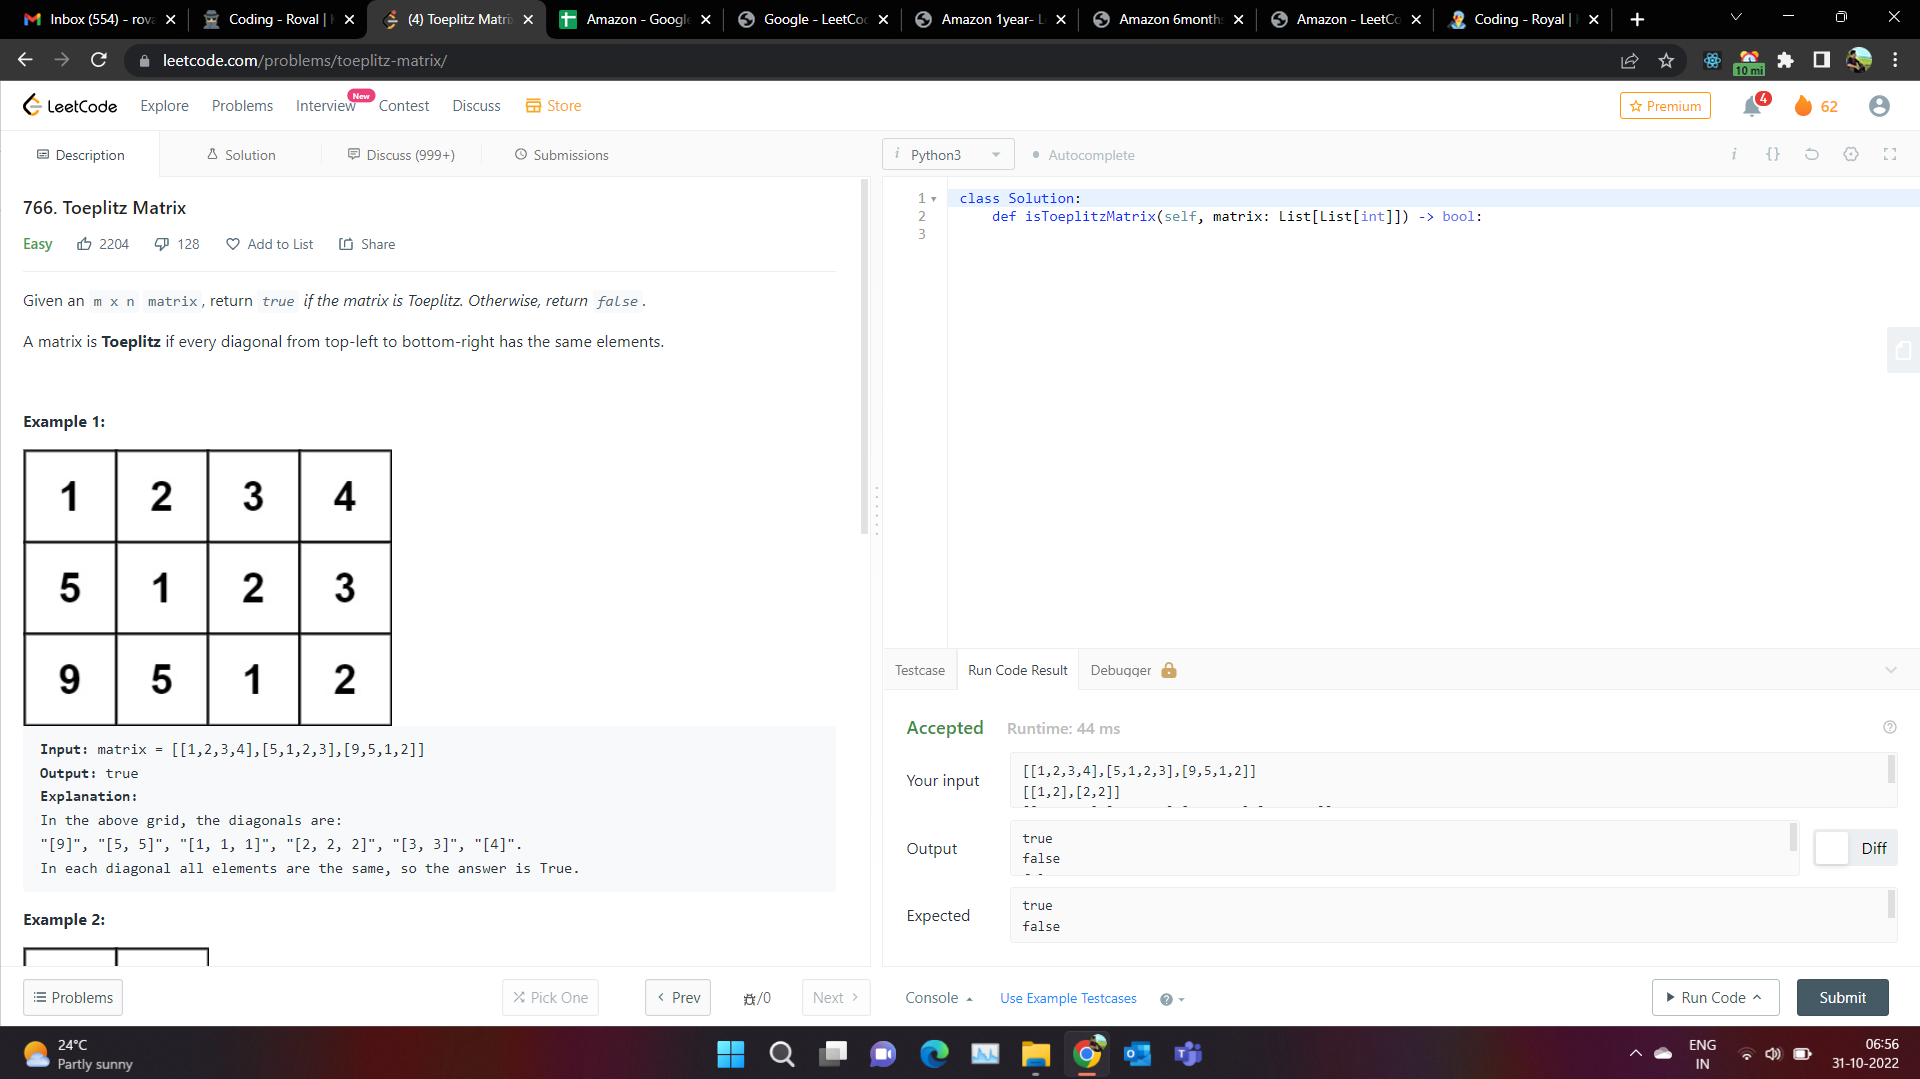 Inbox (554) - rova
Coding - Roval |
(4) Toeplitz Matri
Amazon - Google
Google - LeetCo
Amazon 1year- L
Amazon 6month
Amazon - LeetCo
Coding - Royal |
leetcode.com/problems/toeplitz-matrix/
10 mi
LeetCode
Explore
Problems
Interview
New
Contest
Discuss
Store
Premium
4
62
Description
Solution
Discuss (999+)
Submissions
766. Toeplitz Matrix
Easy
2204
128
Add to List
Share
Given an m x n matrix, return true if the matrix is Toeplitz. Otherwise, return false.
A matrix is Toeplitz if every diagonal from top-left to bottom-right has the same elements.
Example 1:
1 2 3 4
5 1 2 3
9 5 1 2
Input: matrix = [[1,2,3,4],[5,1,2,3],[9,5,1,2]]
Output: true
Explanation:
In the above grid, the diagonals are:
"[9]", "[5, 5]", "[1, 1, 1]", "[2, 2, 2]", "[3, 3]", "[4]".
In each diagonal all elements are the same, so the answer is True.
Example 2:
Problems
Pick One
Prev
/0
Next
i Python3
Autocomplete
i
{}
1 class Solution:
2 def isToeplitzMatrix(self, matrix: List[List[int]]) -> bool:
3
Testcase
Run Code Result
Debugger
Accepted
Runtime: 44 ms
Your input
[[1,2,3,4],[5,1,2,3],[9,5,1,2]]
[[1,2],[2,2]]
Output
true
false
Diff
Expected
true
false
Console
Use Example Testcases
Run Code
Submit
24°C
Partly sunny
ENG
IN
06:56
31-10-2022